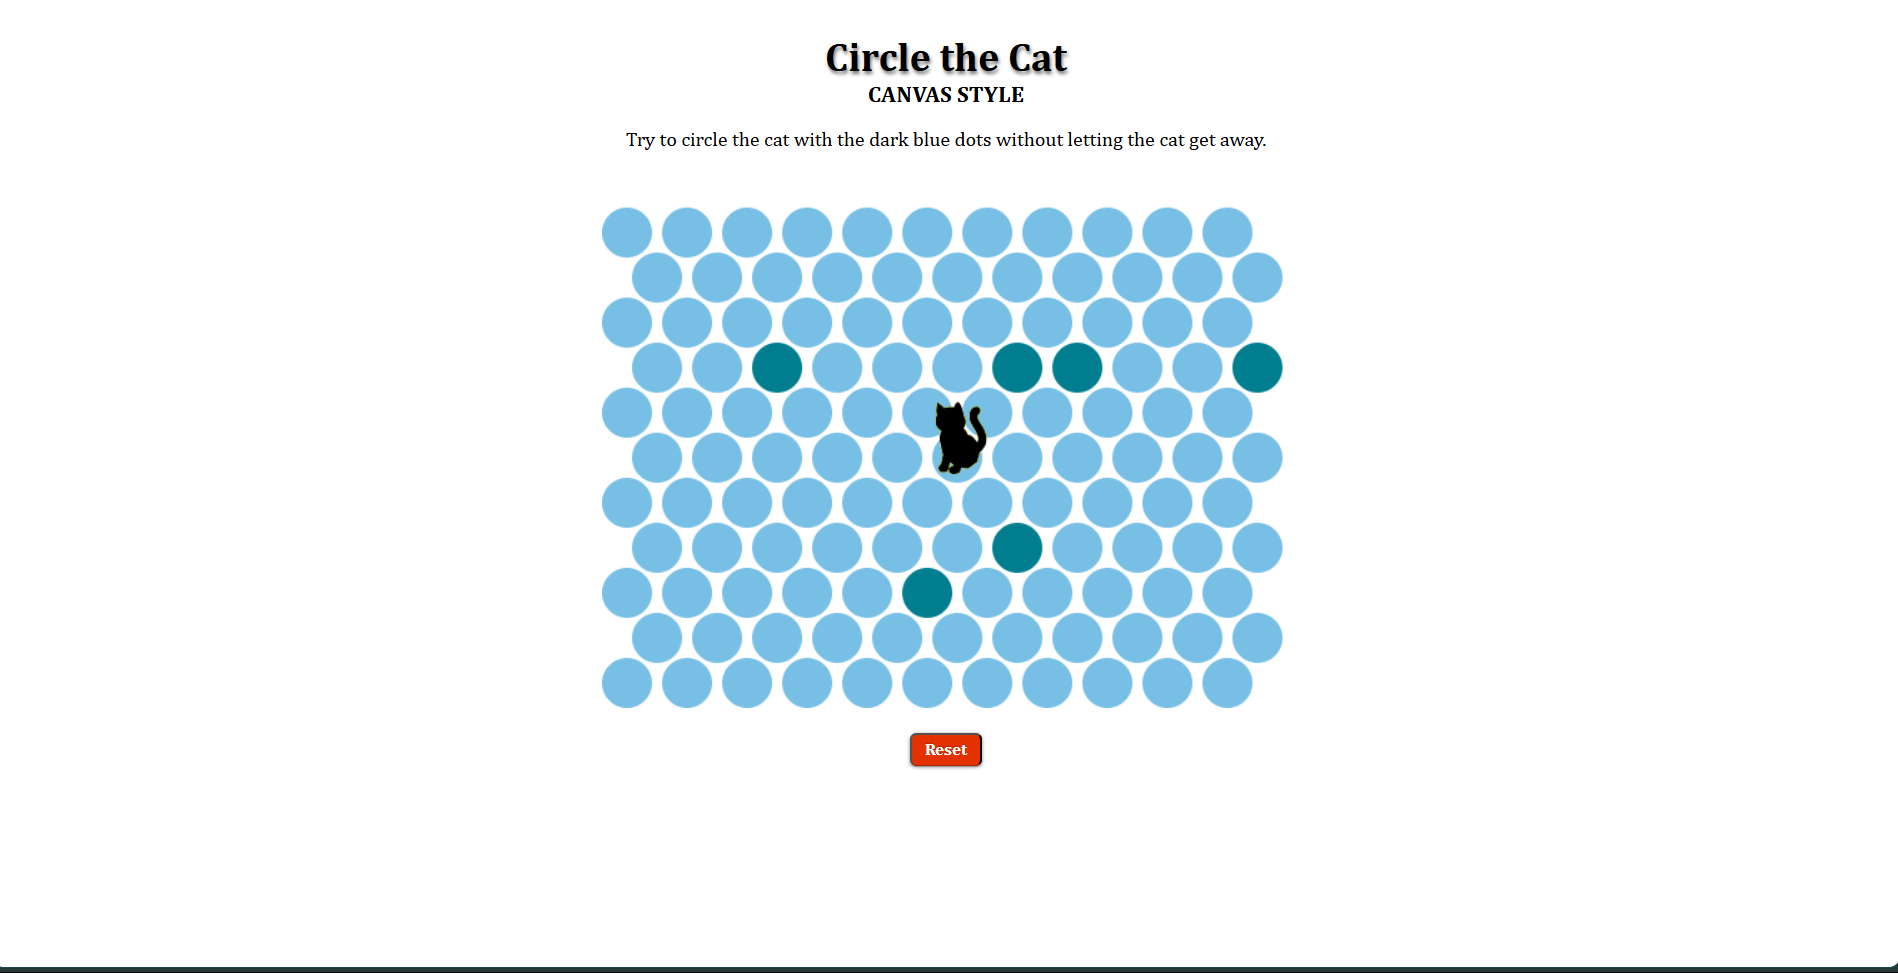 Circle the Cat
CANVAS STYLE
Try to circle the cat with the dark blue dots without letting the cat get away.
Reset